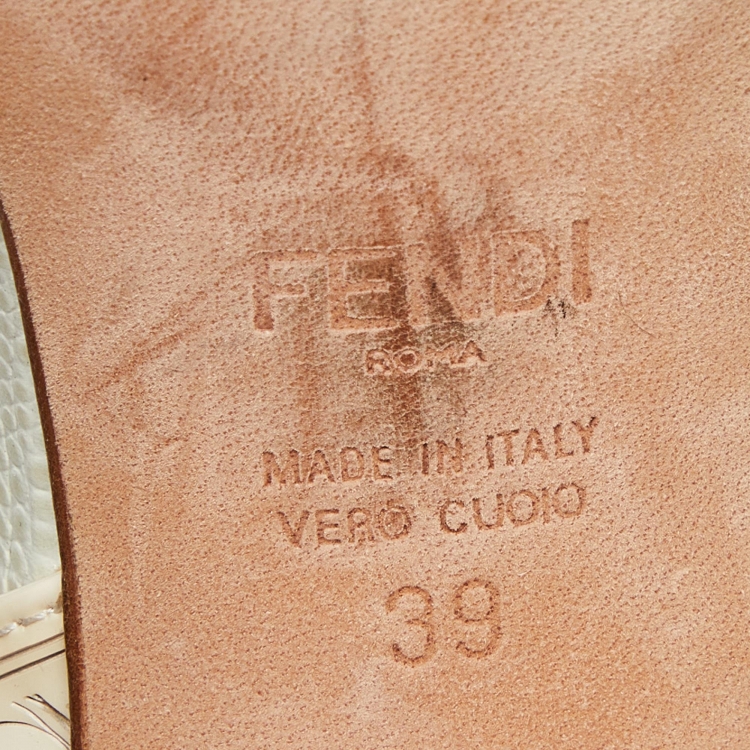 FENDI
ROMA
MADE IN ITALY
VERO CUOIO
39